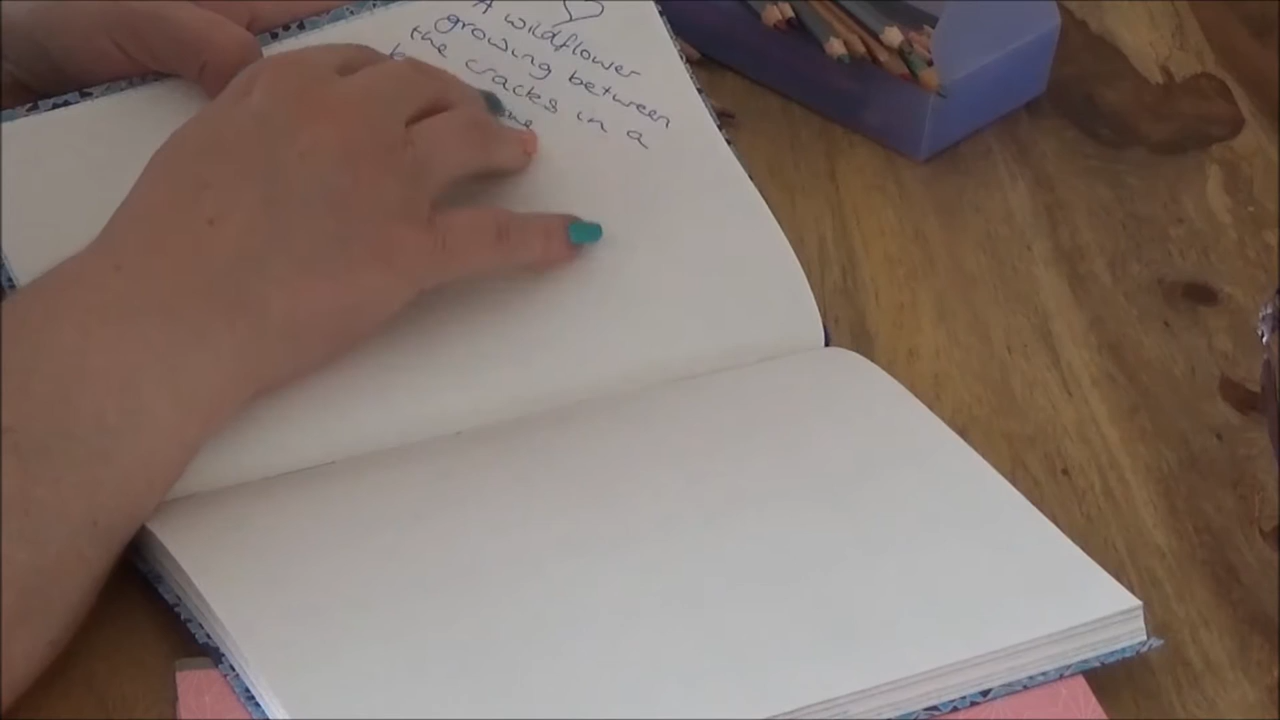 A wildflower
growing between
the cracks in a